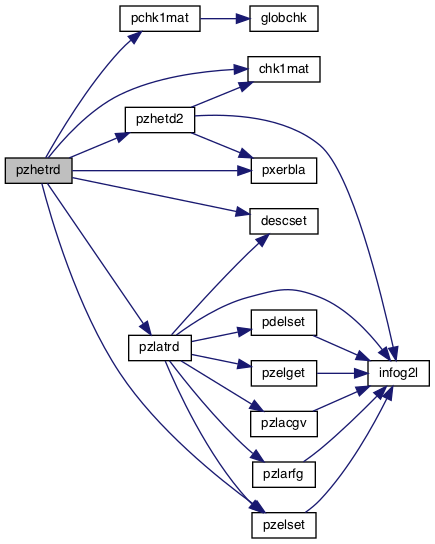 pchk1mat
globchk
chk1mat
pzhetd2
pzhetrd
pxerbla
descset
pdelset
pzlatrd
pzelget
infog2l
pzlacgv
pzlarfg
pzelset